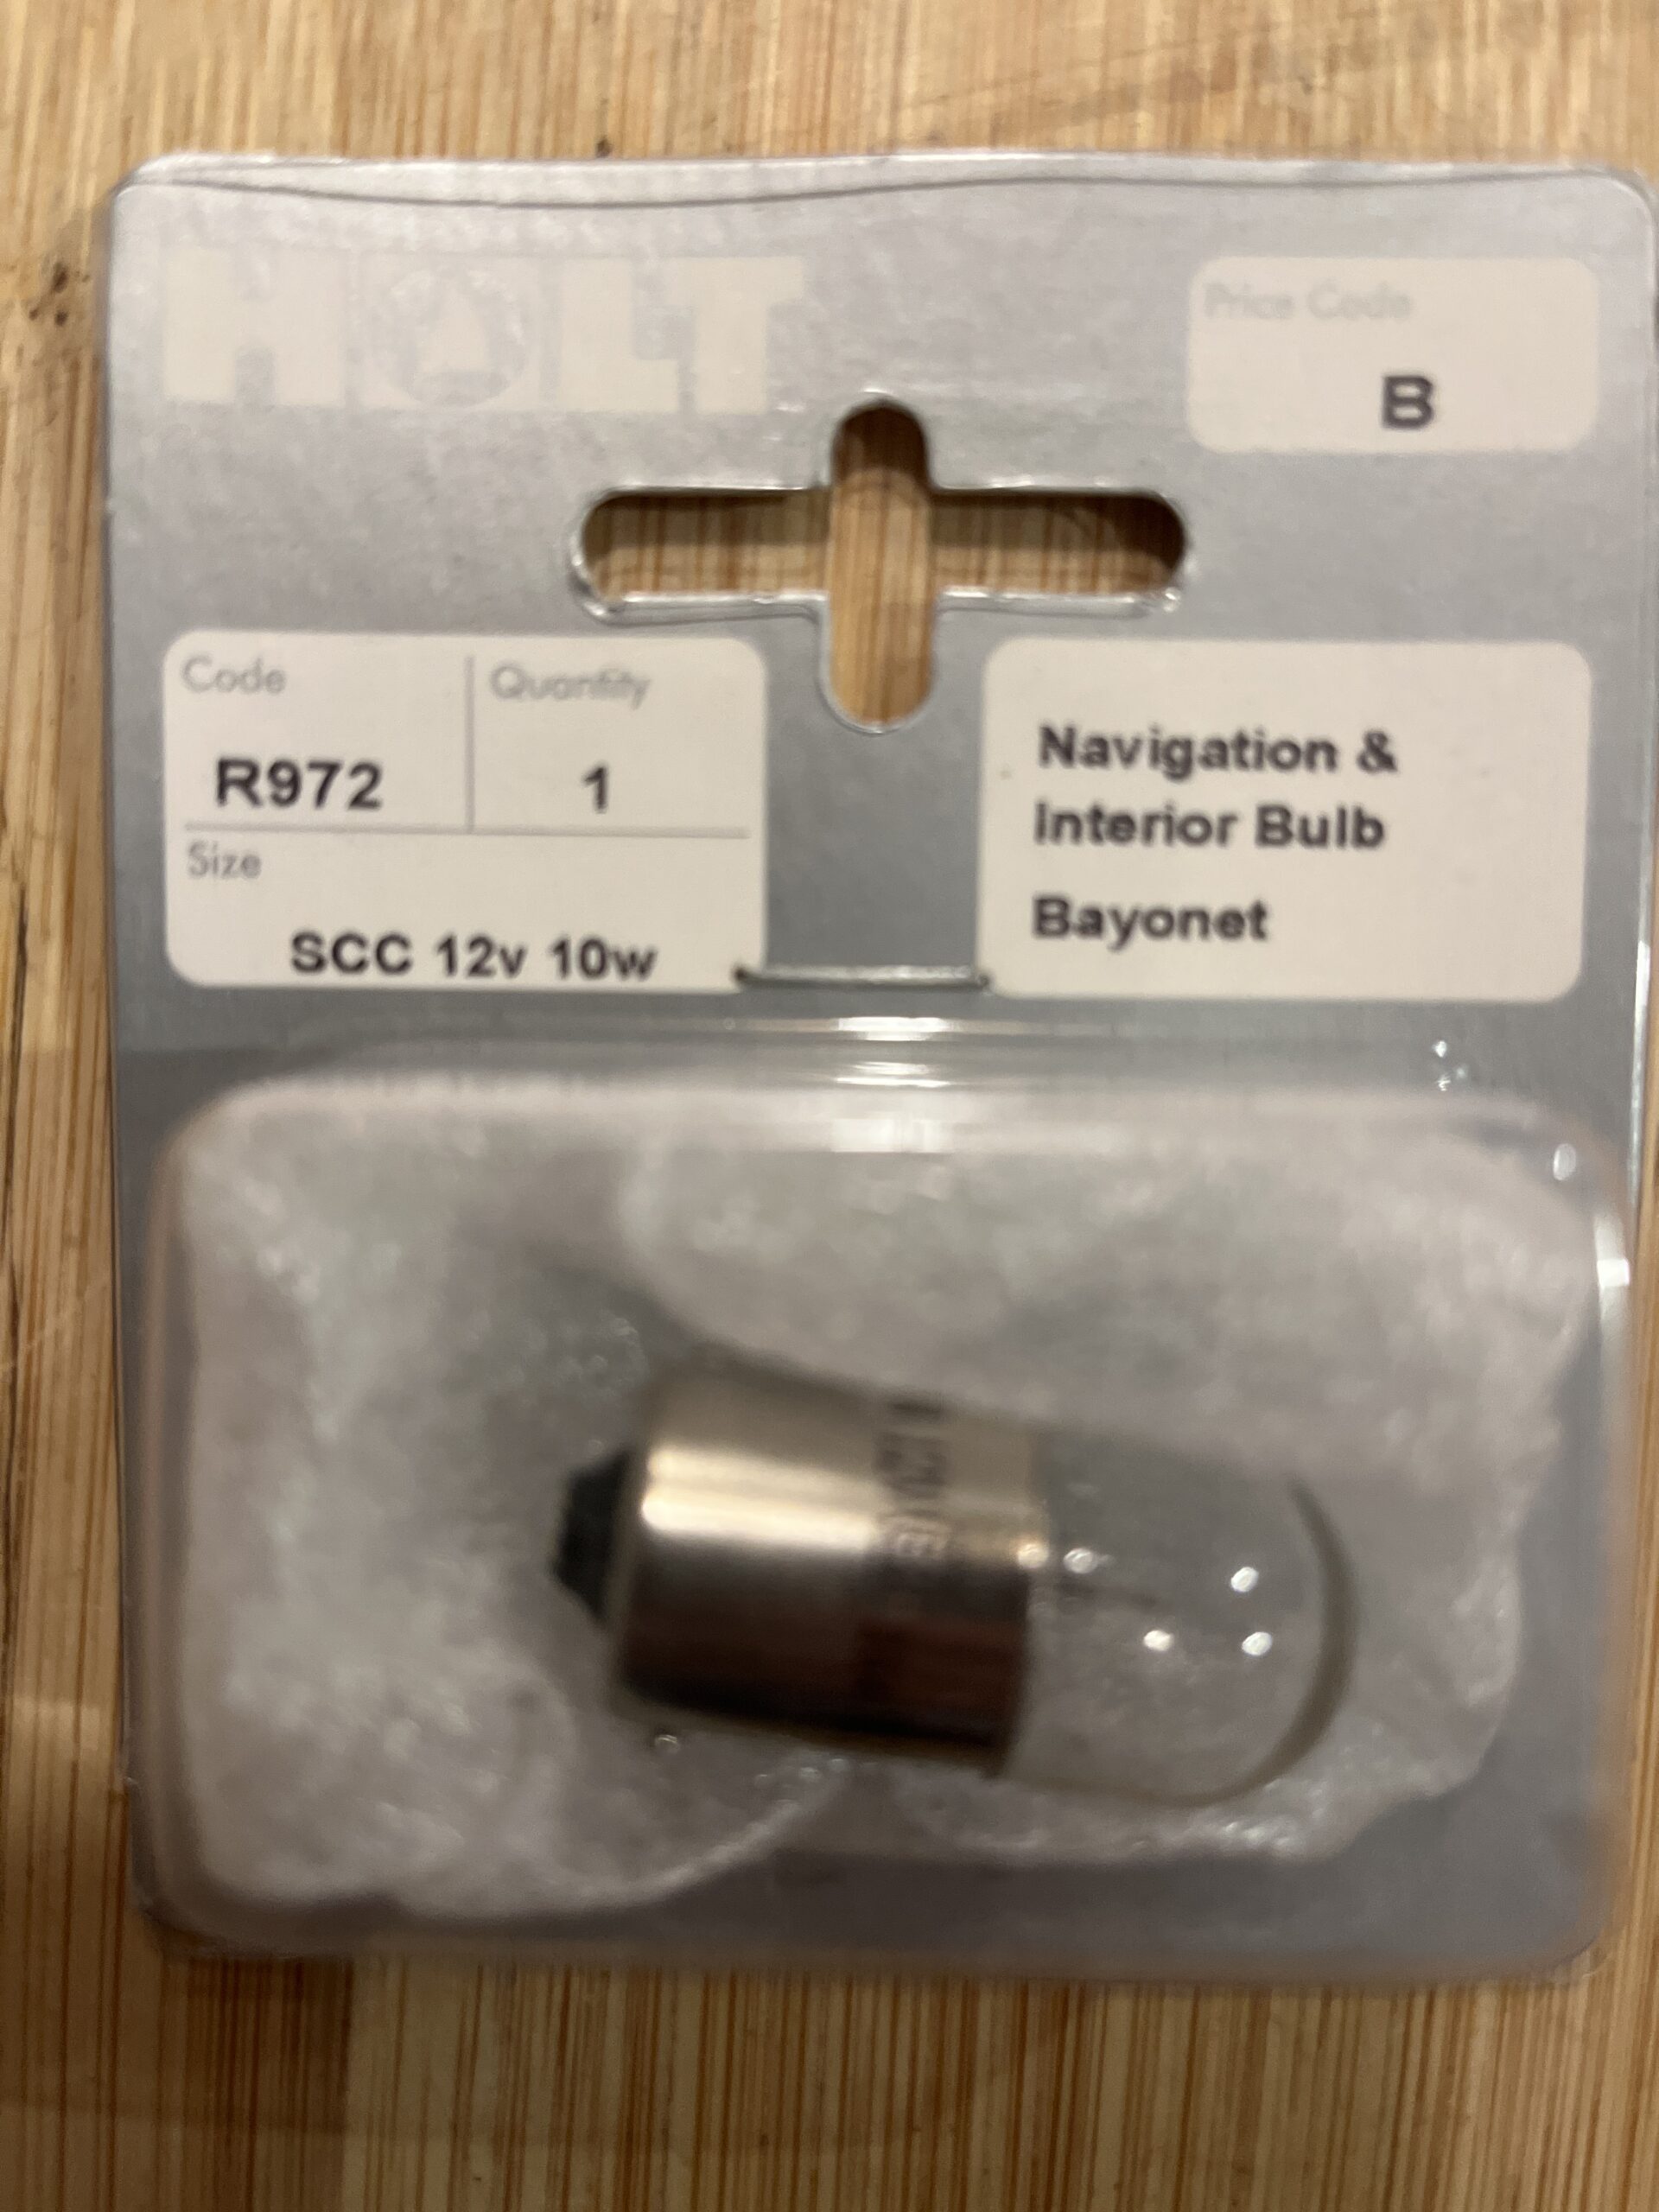 HOLT
Price Code
B
Code
Quantity
R972
1
Size
SCC 12v 10w
Navigation &
Interior Bulb
Bayonet